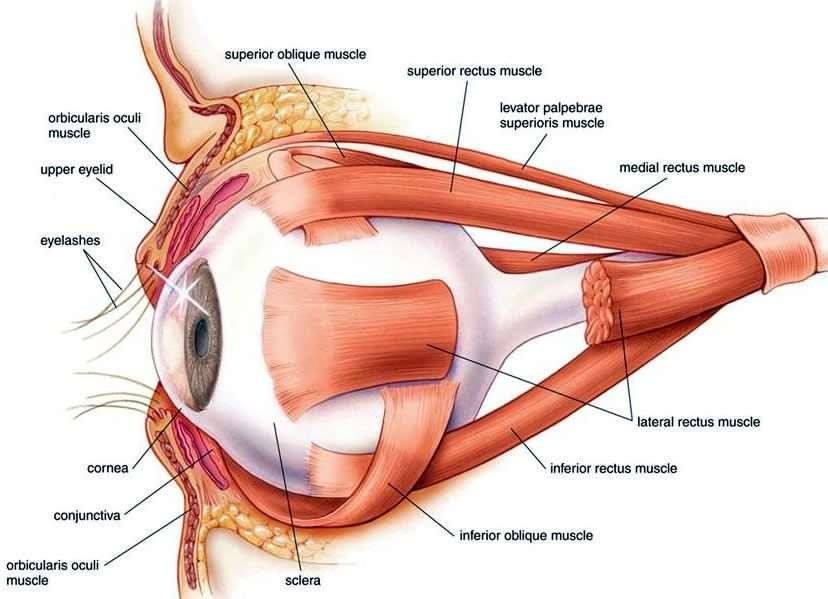 superior oblique muscle
superior rectus muscle
levator palpebrae
superioris muscle
orbicularis oculi
muscle
medial rectus muscle
upper eyelid
eyelashes
lateral rectus muscle
cornea
inferior rectus muscle
conjunctiva
inferior oblique muscle
orbicularis oculi
muscle
sclera